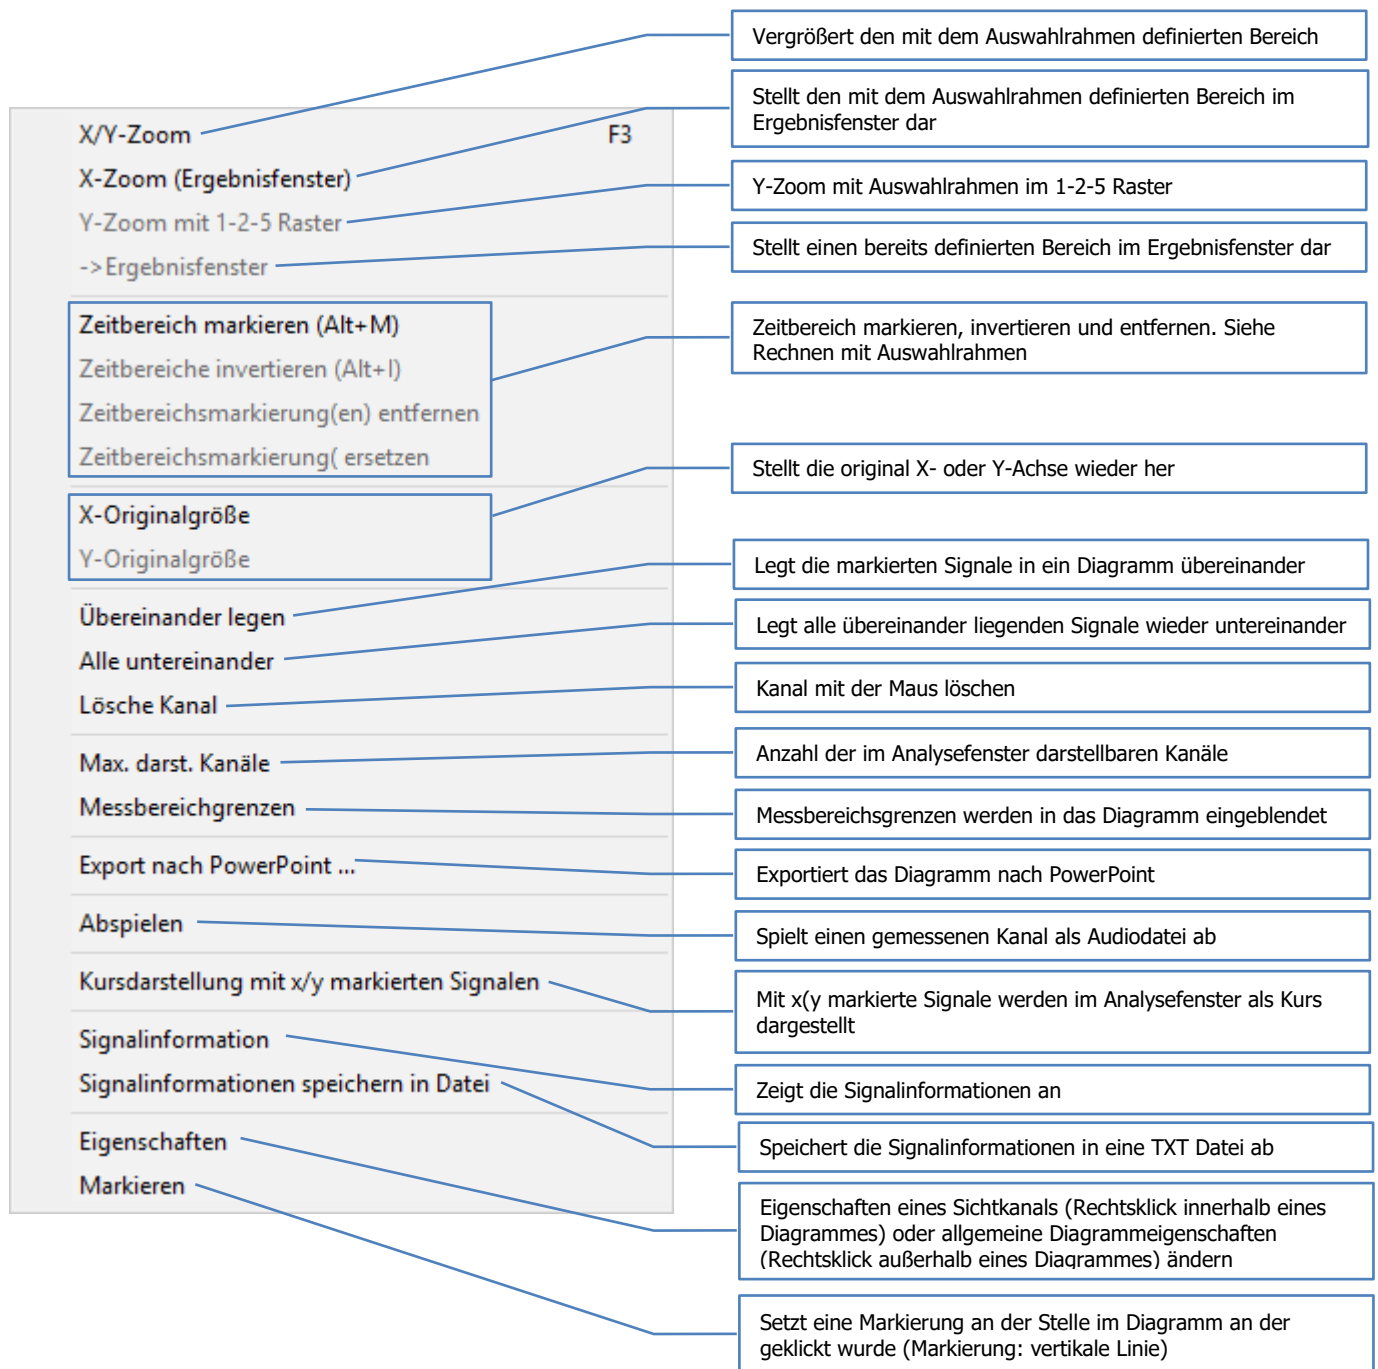 Vergrößert den mit dem Auswahlrahmen definierten Bereich
Stellt den mit dem Auswahlrahmen definierten Bereich im
Ergebnisfenster dar
X/Y-Zoom F3
X-Zoom (Ergebnisfenster)
Y-Zoom mit Auswahlrahmen im 1-2-5 Raster
Y-Zoom mit 1-2-5 Raster
Stellt einen bereits definierten Bereich im Ergebnisfenster dar
->Ergebnisfenster
Zeitbereich markieren (Alt+M)
Zeitbereiche invertieren (Alt+I)
Zeitbereichsmarkierung(en) entfernen
Zeitbereichsmarkierung( ersetzen
Zeitbereich markieren, invertieren und entfernen. Siehe
Rechnen mit Auswahlrahmen
Stellt die original X- oder Y-Achse wieder her
X-Originalgröße
Y-Originalgröße
Legt die markierten Signale in ein Diagramm übereinander
Übereinander legen
Legt alle übereinander liegenden Signale wieder untereinander
Alle untereinander
Kanal mit der Maus löschen
Lösche Kanal
Anzahl der im Analysefenster darstellbaren Kanäle
Max. darst. Kanäle
Messbereichgrenzen
Messbereichsgrenzen werden in das Diagramm eingeblendet
Export nach PowerPoint ...
Exportiert das Diagramm nach PowerPoint
Abspielen
Spielt einen gemessenen Kanal als Audiodatei ab
Kursdarstellung mit x/y markierten Signalen
Mit x(y markierte Signale werden im Analysefenster als Kurs
dargestellt
Signalinformation
Zeigt die Signalinformationen an
Signalinformationen speichern in Datei
Speichert die Signalinformationen in eine TXT Datei ab
Eigenschaften
Markieren
Eigenschaften eines Sichtkanals (Rechtsklick innerhalb eines
Diagrammes) oder allgemeine Diagrammeigenschaften
(Rechtsklick außerhalb eines Diagrammes) ändern
Setzt eine Markierung an der Stelle im Diagramm an der
geklickt wurde (Markierung: vertikale Linie)